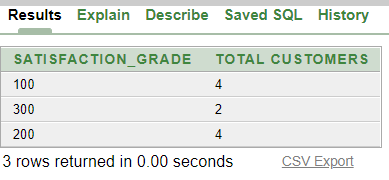 Results Explain Describe Saved SQL History
SATISFACTION_GRADE TOTAL CUSTOMERS
100 4
300 2
200 4
3 rows returned in 0.00 seconds CSV Export